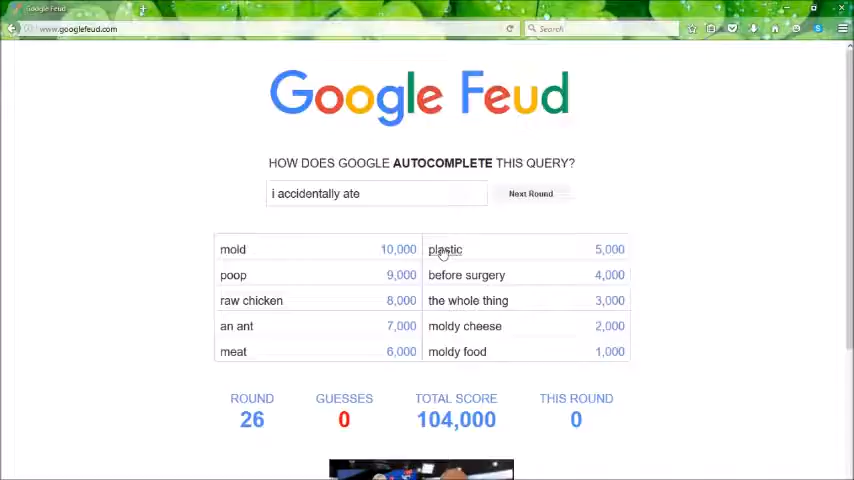 Google Feud
www.googlefeud.com
Search
Google Feud
HOW DOES GOOGLE AUTOCOMPLETE THIS QUERY?
i accidentally ate
Next Round
mold 10,000 plastic 5,000
poop 9,000 before surgery 4,000
raw chicken 8,000 the whole thing 3,000
an ant 7,000 moldy cheese 2,000
meat 6,000 moldy food 1,000
ROUND GUESSES TOTAL SCORE THIS ROUND
26 0 104,000 0